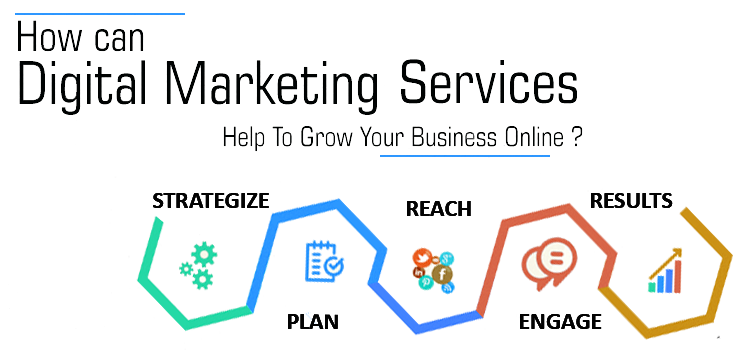 How can
Digital Marketing Services
Help To Grow Your Business Online ?
STRATEGIZE
PLAN
REACH
ENGAGE
RESULTS